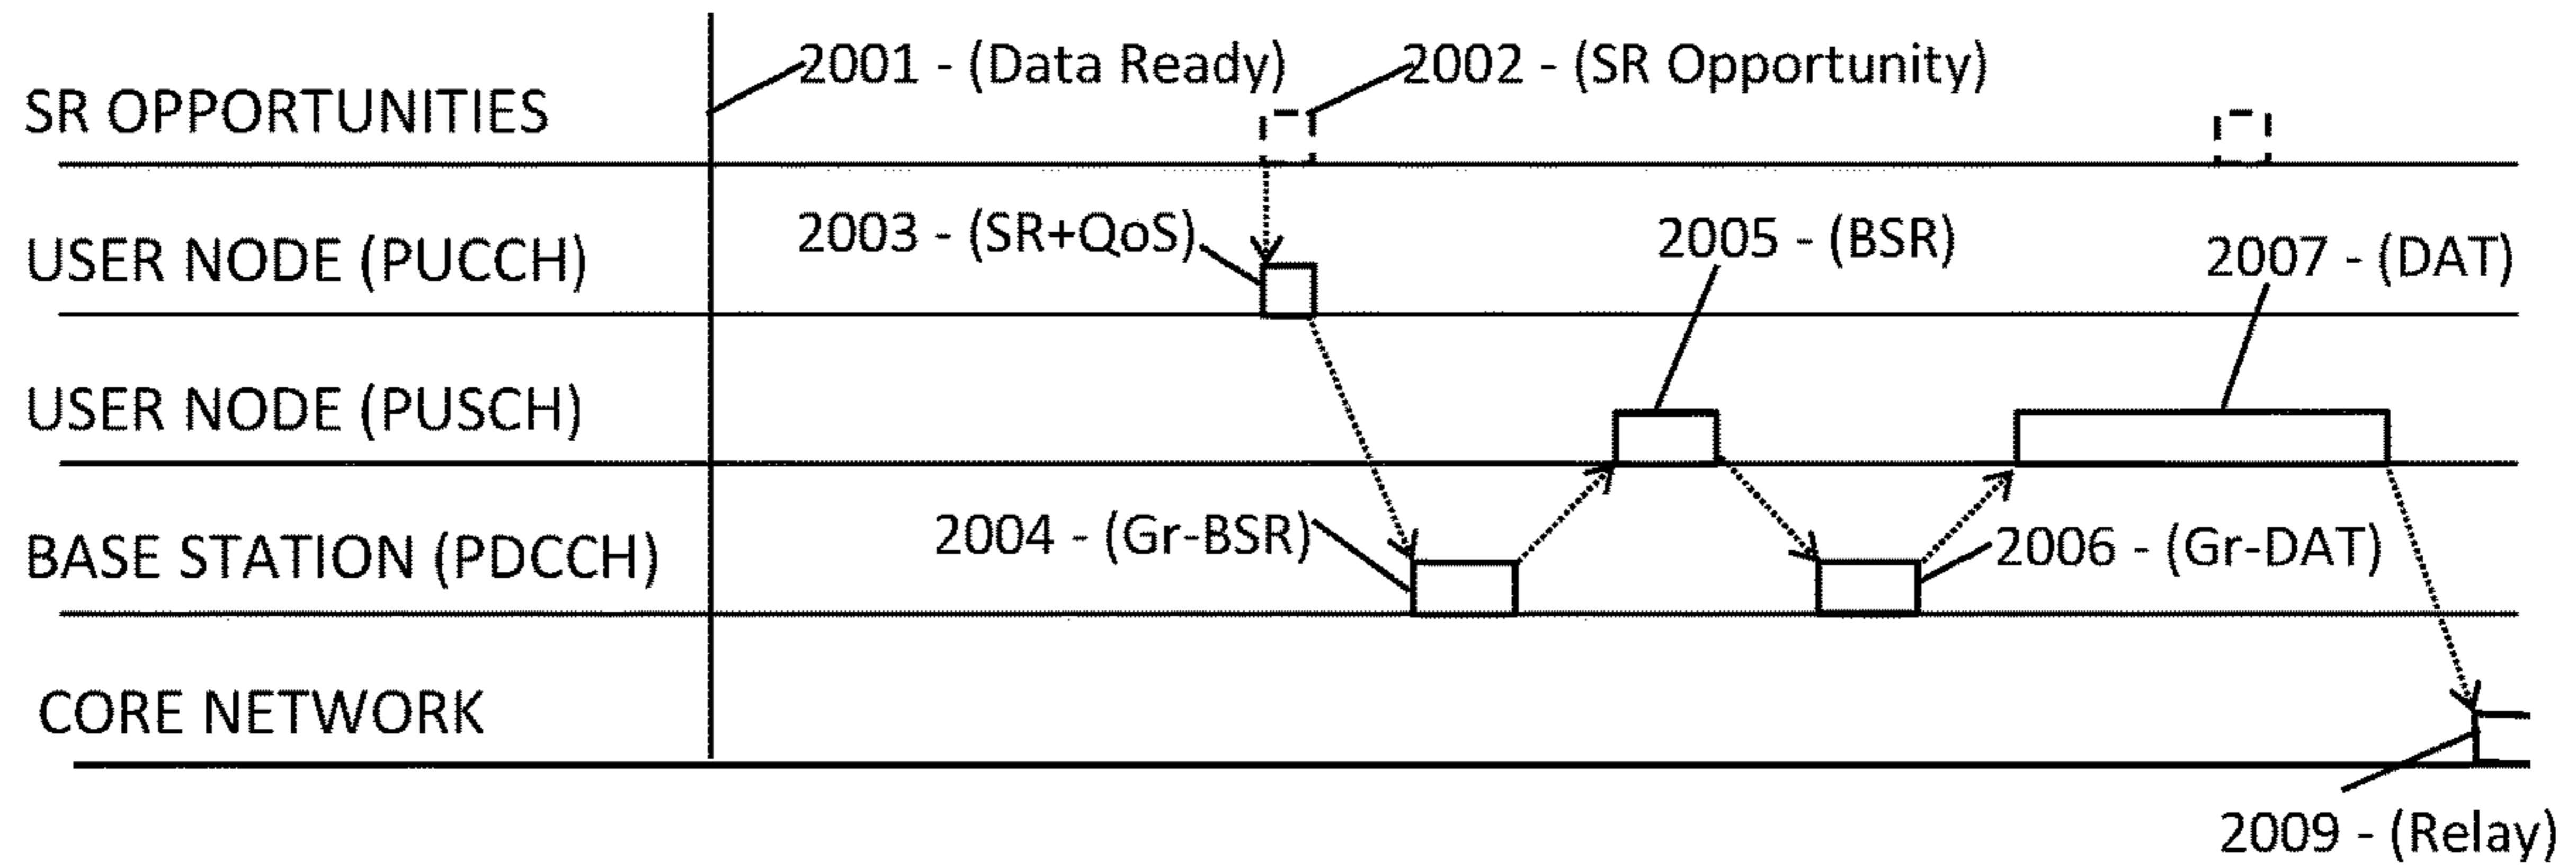 2001 - (Data Ready)
2002 - (SR Opportunity)
SR OPPORTUNITIES
2003 - (SR+QoS)
2005 - (BSR)
2007 - (DAT)
USER NODE (PUCCH)
USER NODE (PUSCH)
2004 - (Gr-BSR)
2006 - (Gr-DAT)
BASE STATION (PDCCH)
CORE NETWORK
2009 - (Relay)